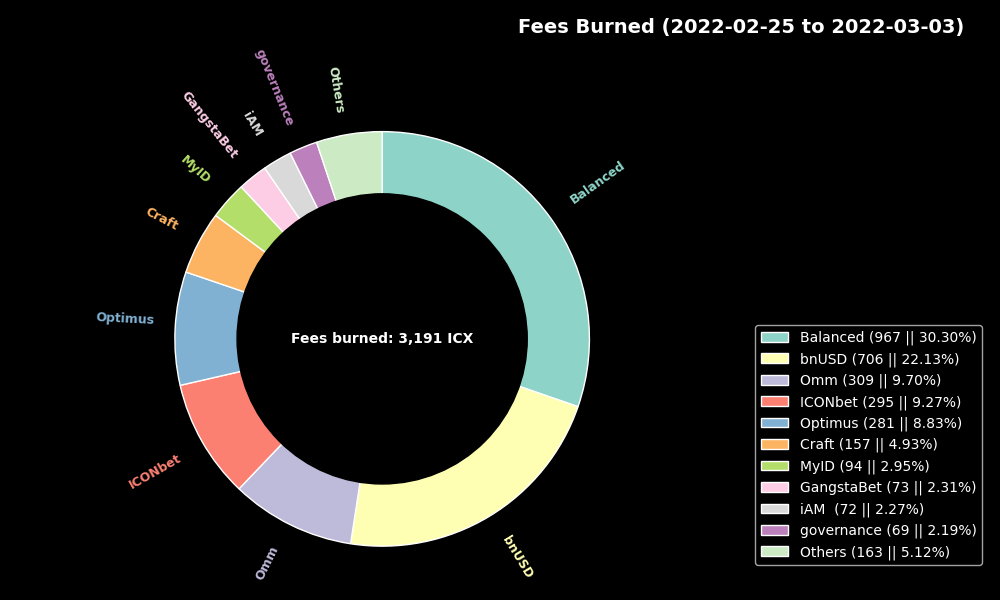 Fees Burned (2022-02-25 to 2022-03-03)
governance
Others
GangstaBet
iAM
MyID
Balanced
Craft
Optimus
Fees burned: 3,191 ICX
ICONbet
Omm
bnUSD
Balanced (967 || 30.30%)
bnUSD (706 || 22.13%)
Omm (309 || 9.70%)
ICONbet (295 || 9.27%)
Optimus (281 || 8.83%)
Craft (157 || 4.93%)
MyID (94 || 2.95%)
GangstaBet (73 || 2.31%)
iAM  (72 || 2.27%)
governance (69 || 2.19%)
Others (163 || 5.12%)